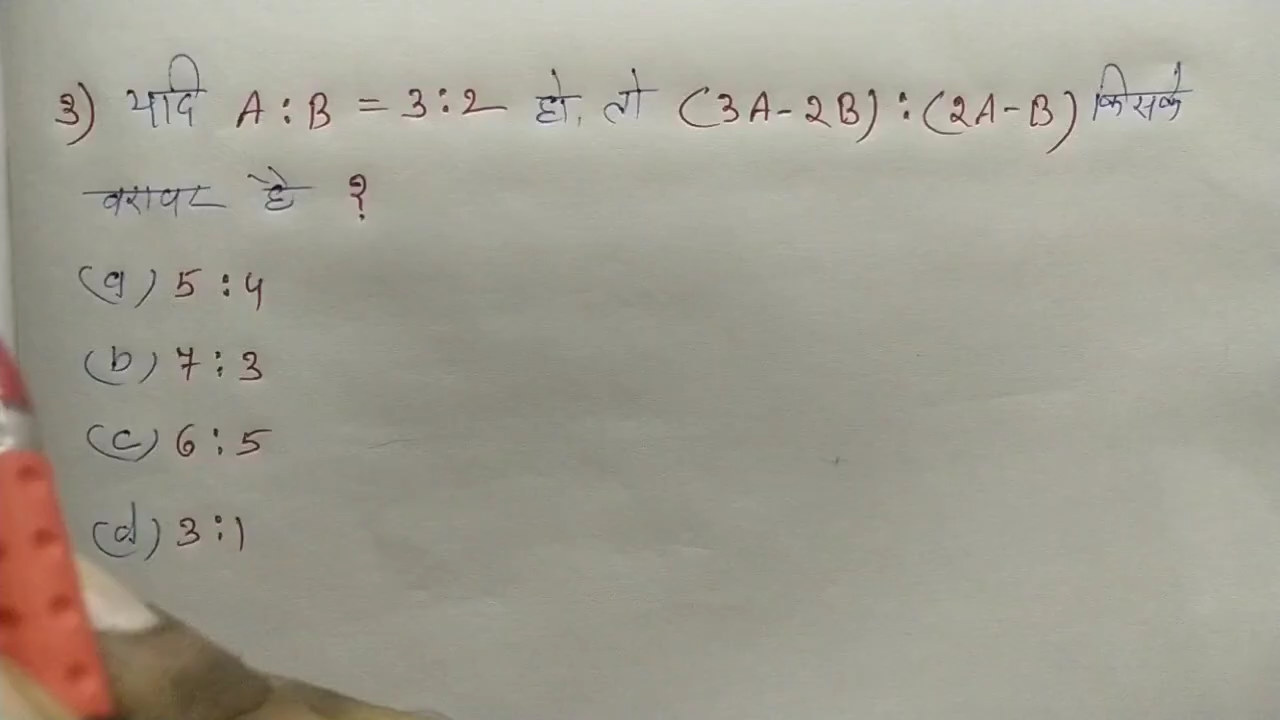 3) यदि A : B = 3 : 2 हो, तो (3A - 2B) : (2A - B) किसके
बराबर है ?
(a) 5 : 4
(b) 7 : 3
(c) 6 : 5
(d) 3 : 1